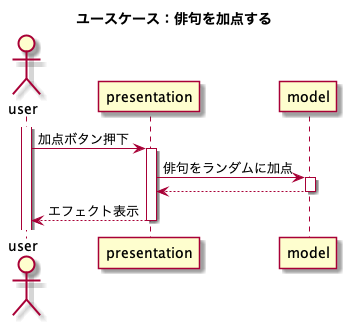 ユースケース：俳句を加点する
user
presentation
model
加点ボタン押下
俳句をランダムに加点
エフェクト表示
user
presentation
model